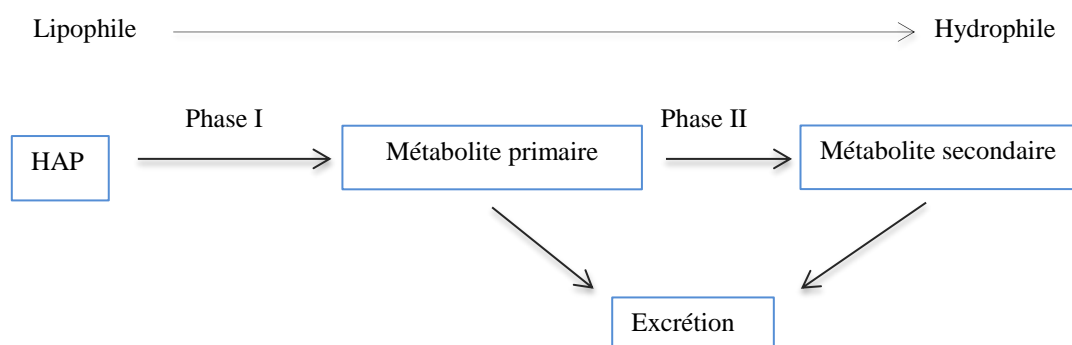 Lipophile
Hydrophile
Phase I
Phase II
HAP
Métabolite primaire
Métabolite secondaire
Excrétion